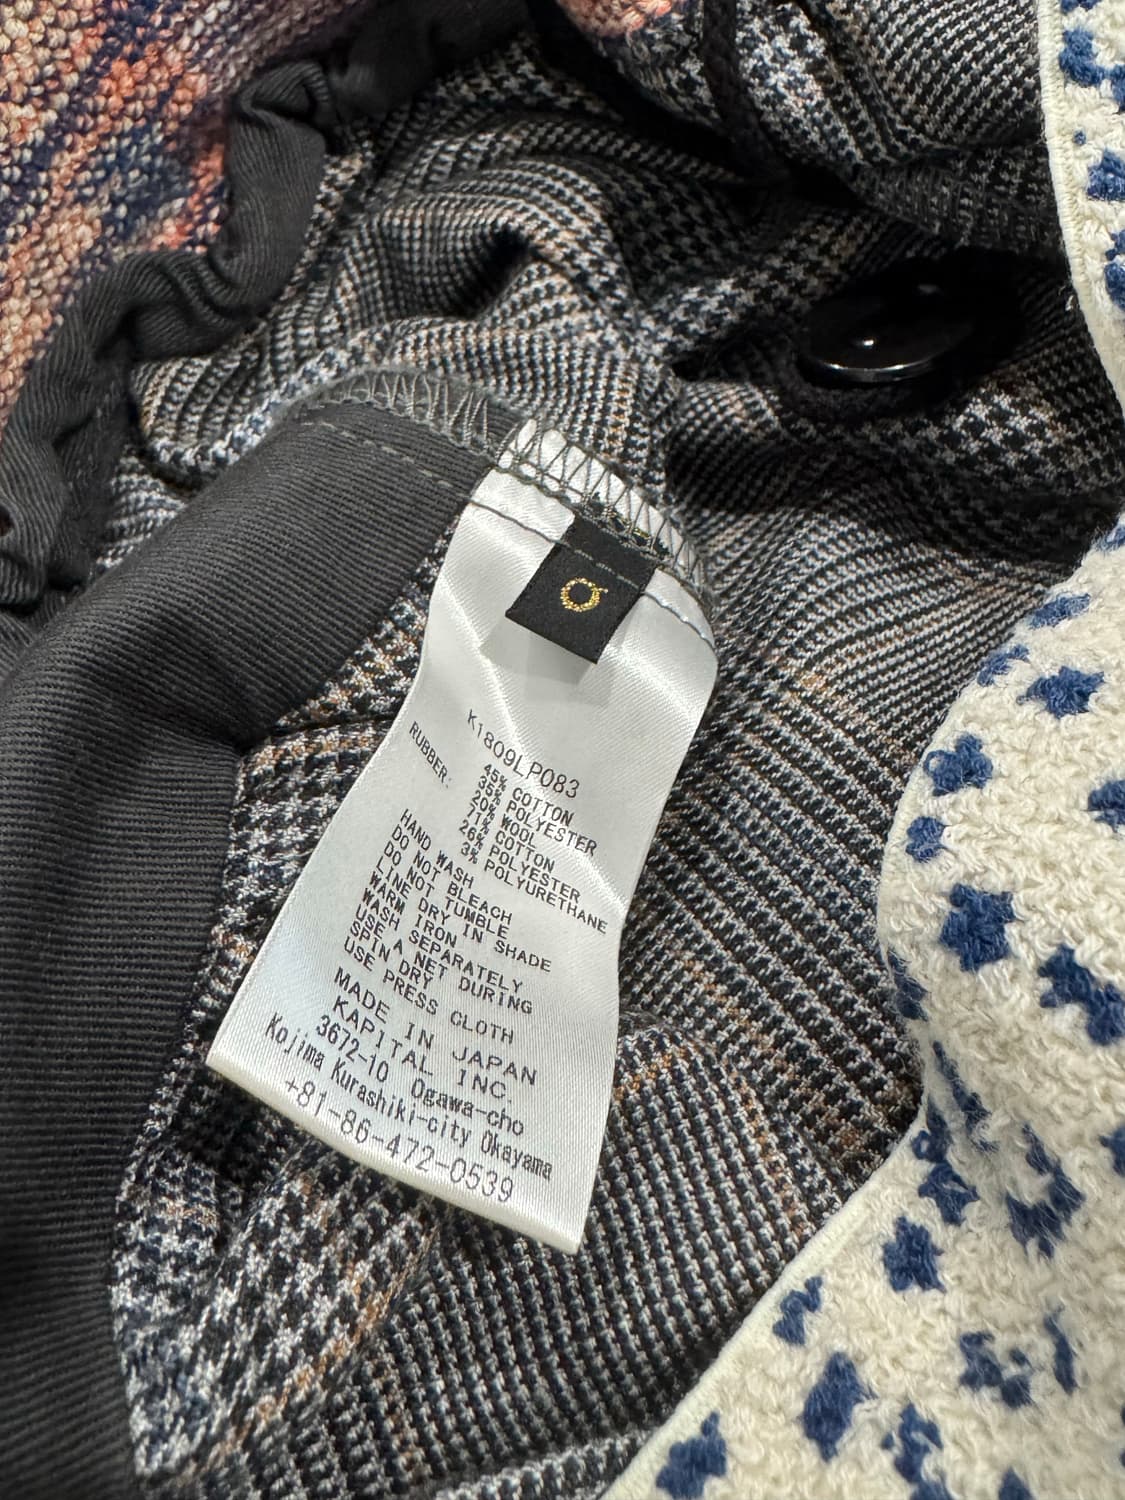 K1809LP083
45% COTTON
35% POLYESTER
20% WOOL
RUBBER: 71% COTTON
26% POLYESTER
3% POLYURETHANE
HAND WASH
DO NOT BLEACH
DO NOT TUMBLE
LINE DRY IN SHADE
WARM IRON
WASH SEPARATELY
USE A NET DURING
SPIN DRY
USE PRESS CLOTH
MADE IN JAPAN
KAPITAL INC.
3672-10 Ogawa-cho
Kojima Kurashiki-city Okayama
+81-86-472-0539